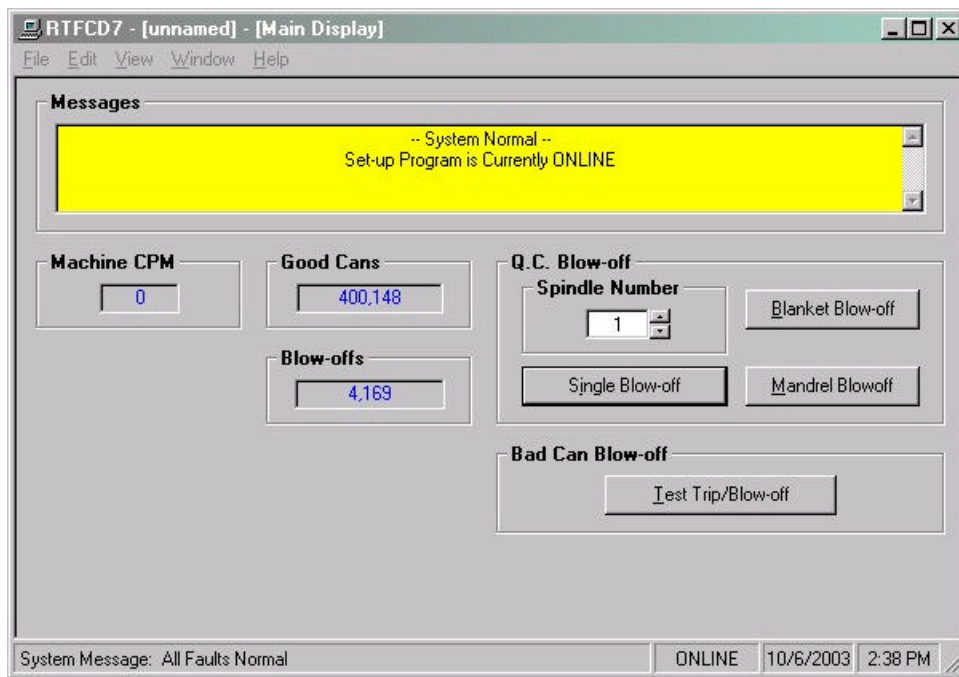 RTFCD7 - [unnamed] - [Main Display]
File Edit View Window Help
Messages
-- System Normal --
Set-up Program is Currently ONLINE
Machine CPM
0
Good Cans
400,148
Blow-offs
4,169
Q.C. Blow-off
Spindle Number
1
Blanket Blow-off
Single Blow-off
Mandrel Blowoff
Bad Can Blow-off
Test Trip/Blow-off
System Message: All Faults Normal
ONLINE
10/6/2003
2:38 PM